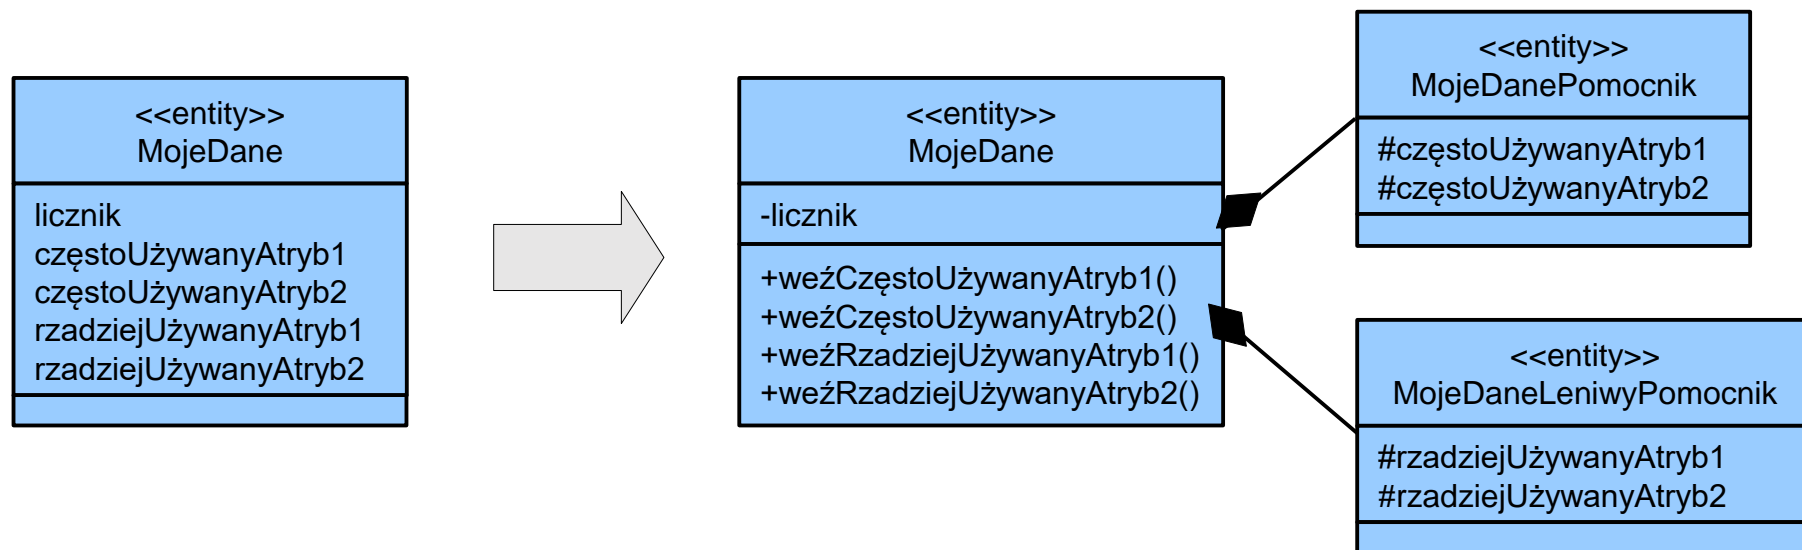 <<entity>>
MojeDane
licznik
częstoUżywanyAtryb1
częstoUżywanyAtryb2
rzadziejUżywanyAtryb1
rzadziejUżywanyAtryb2
<<entity>>
MojeDane
-licznik
+weźCzęstoUżywanyAtryb1()
+weźCzęstoUżywanyAtryb2()
+weźRzadziejUżywanyAtryb1()
+weźRzadziejUżywanyAtryb2()
<<entity>>
MojeDanePomocnik
#częstoUżywanyAtryb1
#częstoUżywanyAtryb2
<<entity>>
MojeDaneLeniwyPomocnik
#rzadziejUżywanyAtryb1
#rzadziejUżywanyAtryb2